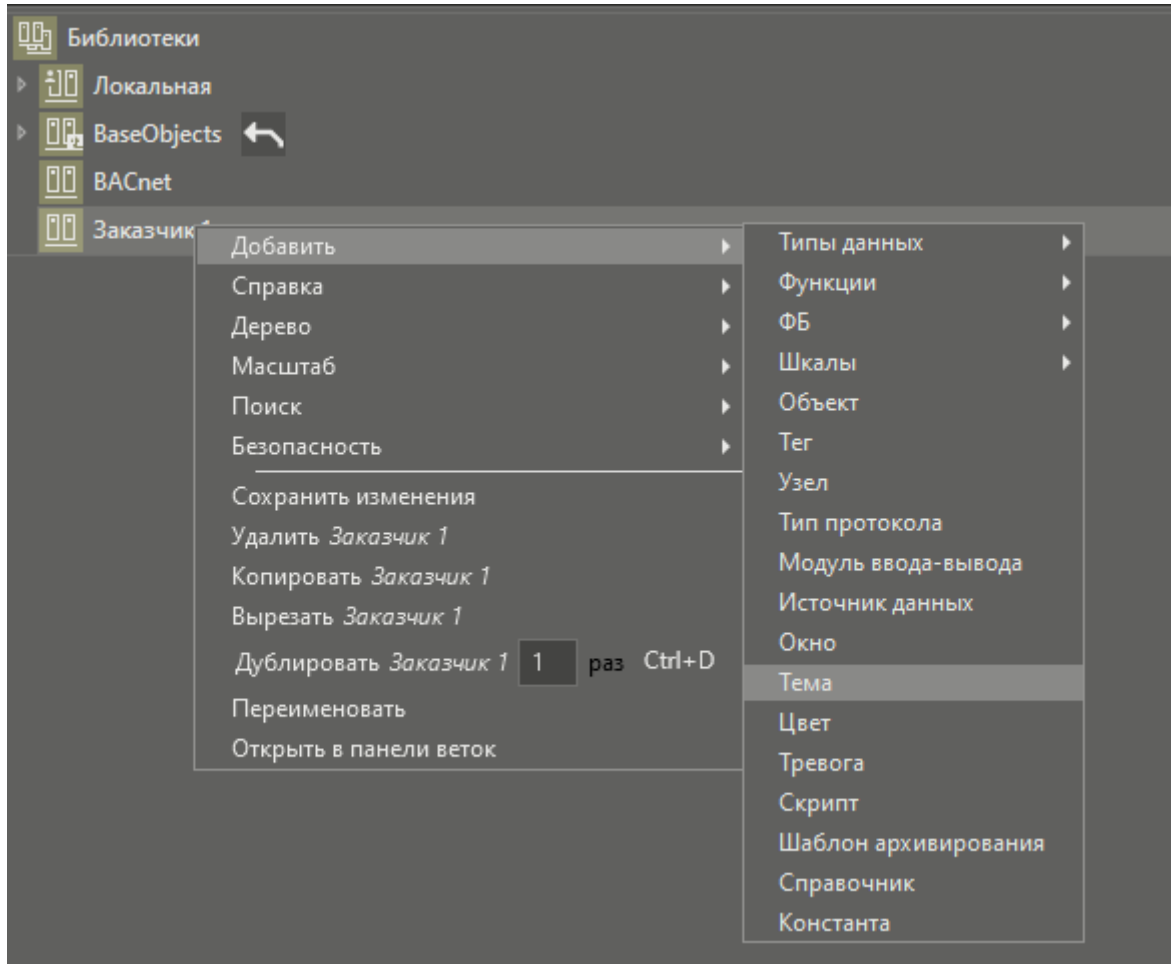 Библиотеки
Локальная
BaseObjects
BACnet
Заказчик 1
Добавить
Справка
Дерево
Масштаб
Поиск
Безопасность
Сохранить изменения
Удалить Заказчик 1
Копировать Заказчик 1
Вырезать Заказчик 1
Дублировать Заказчик 1 1 раз Ctrl+D
Переименовать
Открыть в панели веток
Типы данных
Функции
ФБ
Шкалы
Объект
Тег
Узел
Тип протокола
Модуль ввода-вывода
Источник данных
Окно
Тема
Цвет
Тревога
Скрипт
Шаблон архивирования
Справочник
Константа